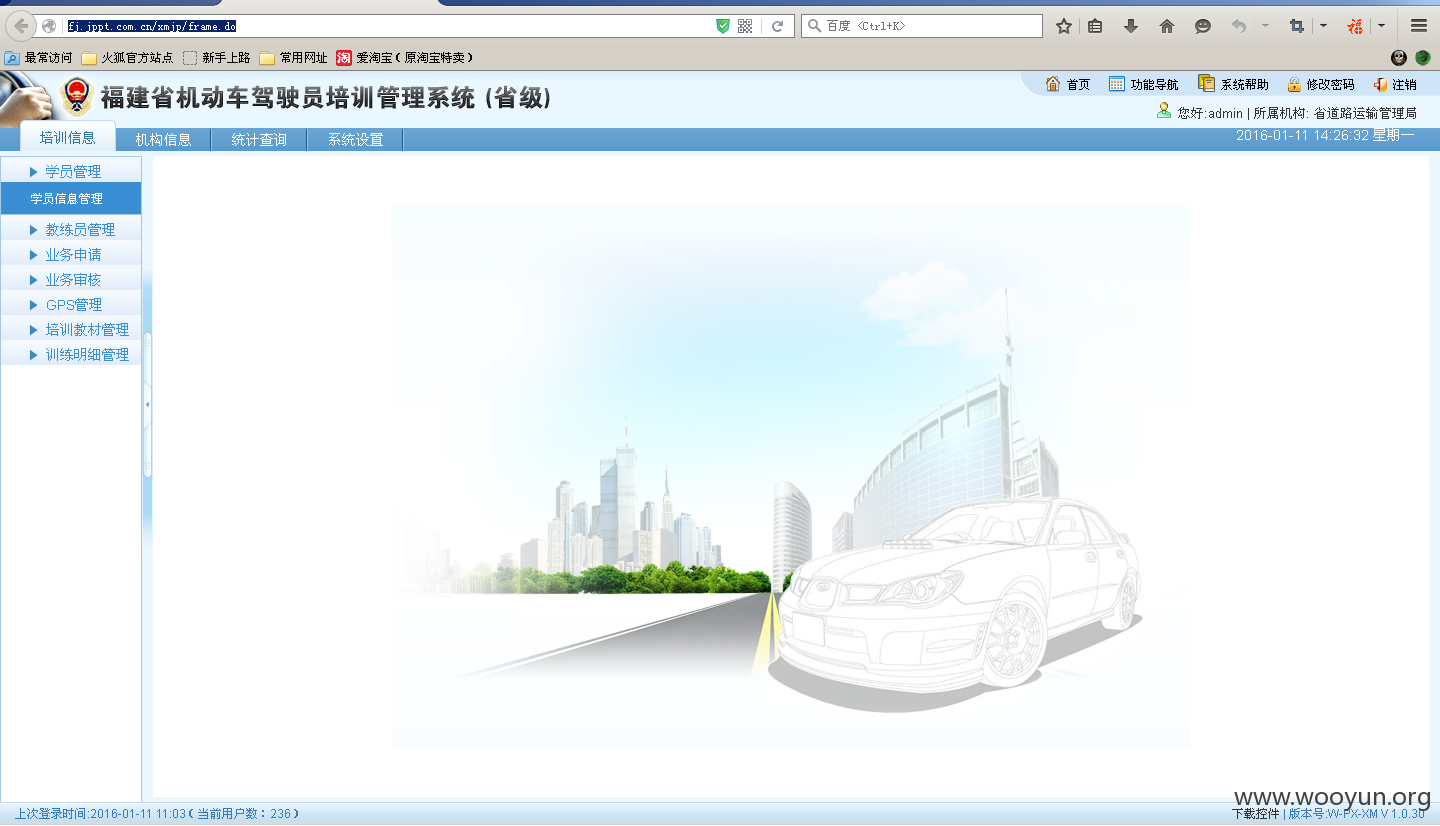 fj.jppt.com.cn/xmjp/frame.do
百度 <Ctrl+K>
最常访问 火狐官方站点 新手上路 常用网址 淘 爱淘宝（原淘宝特卖）
福建省机动车驾驶员培训管理系统 (省级)
首页 功能导航 系统帮助 修改密码 注销
您好:admin | 所属机构: 省道路运输管理局
培训信息 机构信息 统计查询 系统设置
2016-01-11 14:26:32 星期一
学员管理
学员信息管理
教练员管理
业务申请
业务审核
GPS管理
培训教材管理
训练明细管理
www.wooyun.org
上次登录时间:2016-01-11 11:03 ( 当前用户数：236 )
下载控件 | 版本号:W-PX-XM V 1.0.30